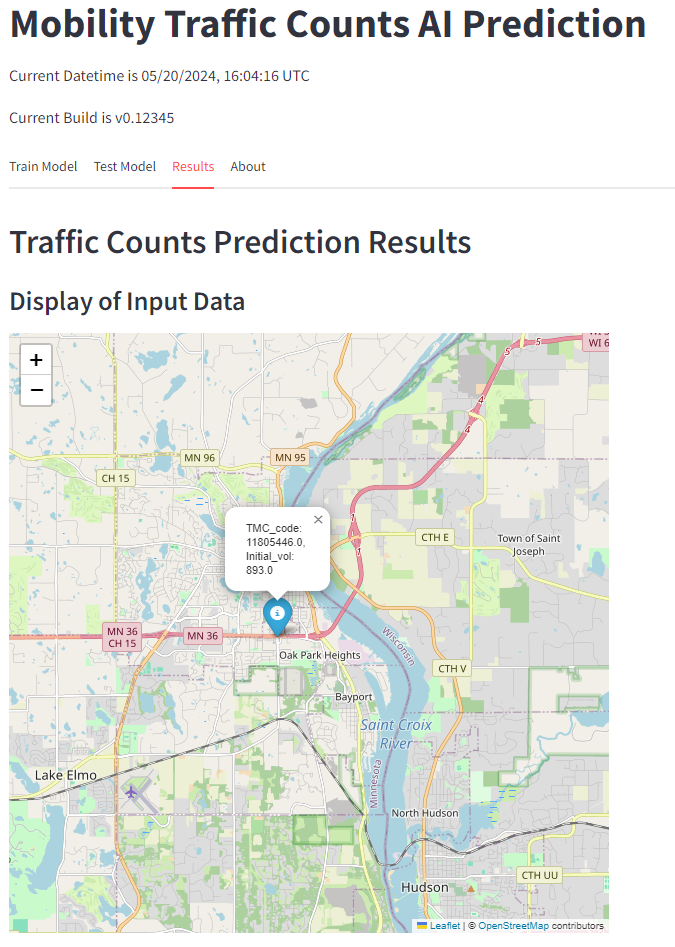 Mobility Traffic Counts AI Prediction
Current Datetime is 05/20/2024, 16:04:16 UTC
Current Build is v0.12345
Train Model Test Model Results About
Traffic Counts Prediction Results
Display of Input Data
+
−
WI 6
5
5
4
4
MN 96
MN 95
CH 15
TMC_code:
11805446.0,
Initial_vol:
893.0
×
1
1
CTH E
Town of Saint
Joseph
i
MN 36
CH 15
MN 36
Wisconsin
Oak Park Heights
CTH V
Bayport
Saint Croix
River
Minnesota
Lake Elmo
North Hudson
CTH UU
Hudson
Leaflet | © OpenStreetMap contributors